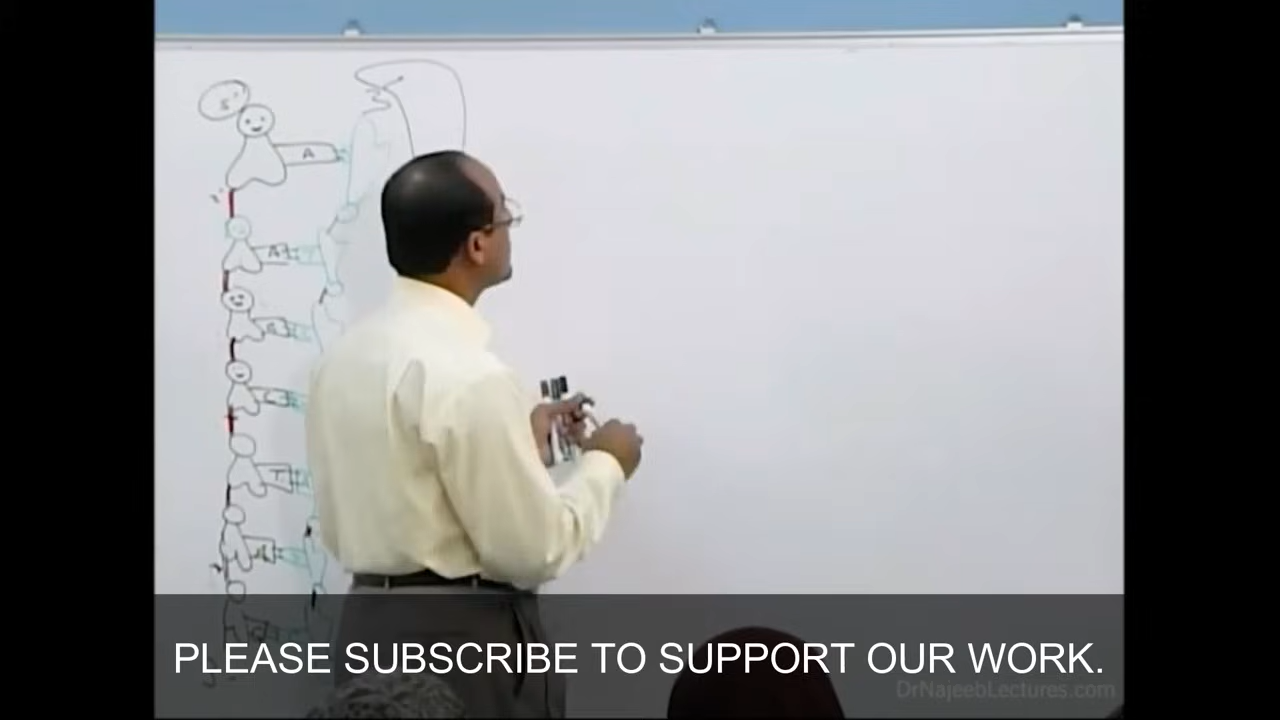 5'
A
A
T
PLEASE SUBSCRIBE TO SUPPORT OUR WORK.
DrNajeebLectures.com